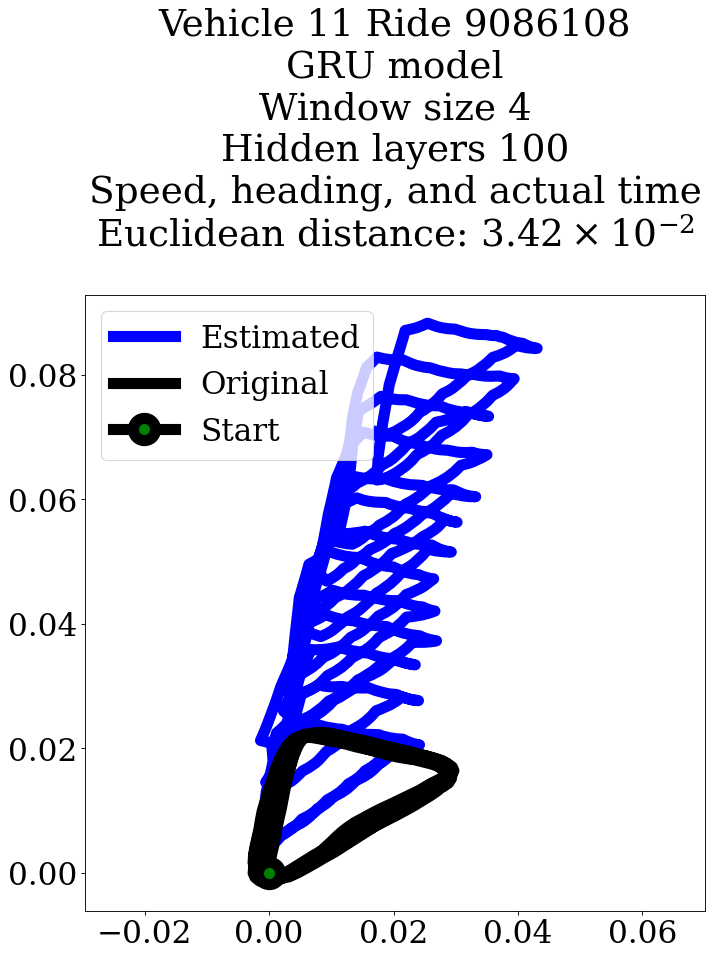 Vehicle 11 Ride 9086108
GRU model
Window size 4
Hidden layers 100
Speed, heading, and actual time
Euclidean distance: 3.42 × 10⁻²
Estimated
Original
Start
0.08
0.06
0.04
0.02
0.00
−0.02 0.00 0.02 0.04 0.06